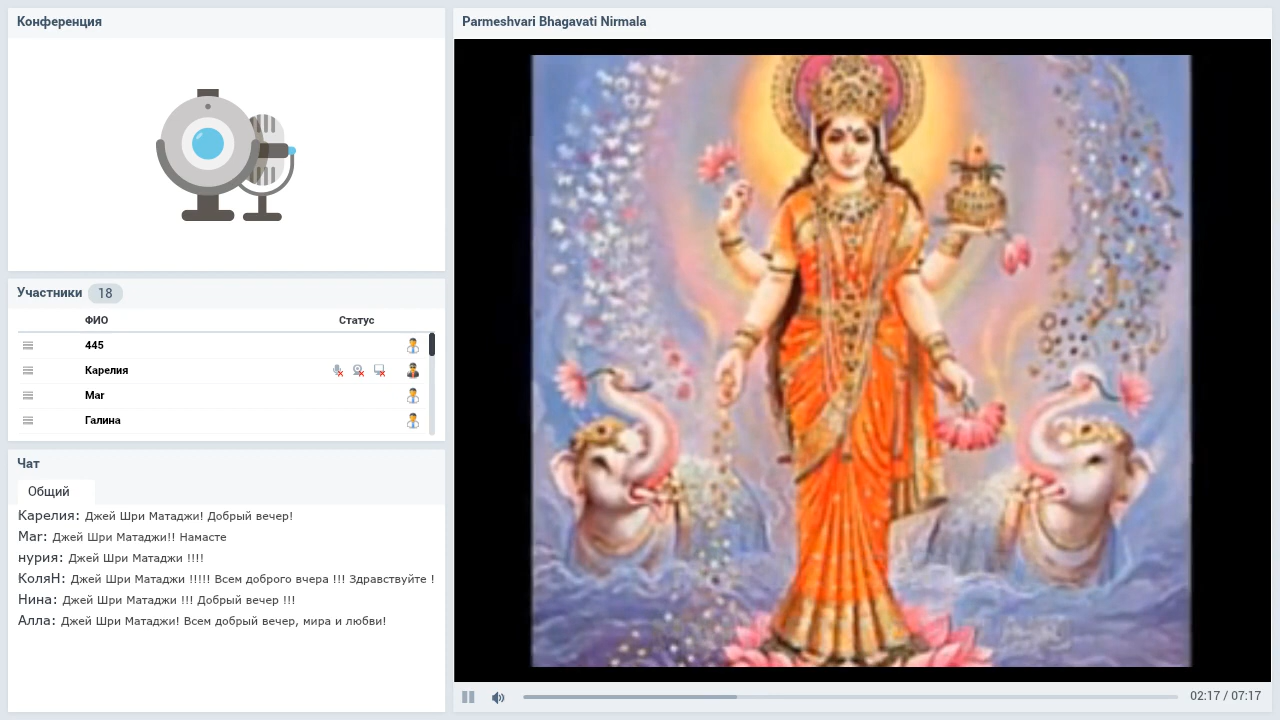 Конференция
Parmeshvari Bhagavati Nirmala
Участники 18
ФИО Статус
445
Карелия
Mar
Галина
Чат
Общий
Карелия: Джей Шри Матаджи! Добрый вечер!
Mar: Джей Шри Матаджи!! Намасте
нурия: Джей Шри Матаджи !!!!
КоляН: Джей Шри Матаджи !!!!! Всем доброго вчера !!! Здравствуйте !
Нина: Джей Шри Матаджи !!! Добрый вечер !!!
Алла: Джей Шри Матаджи! Всем добрый вечер, мира и любви!
02:17 / 07:17